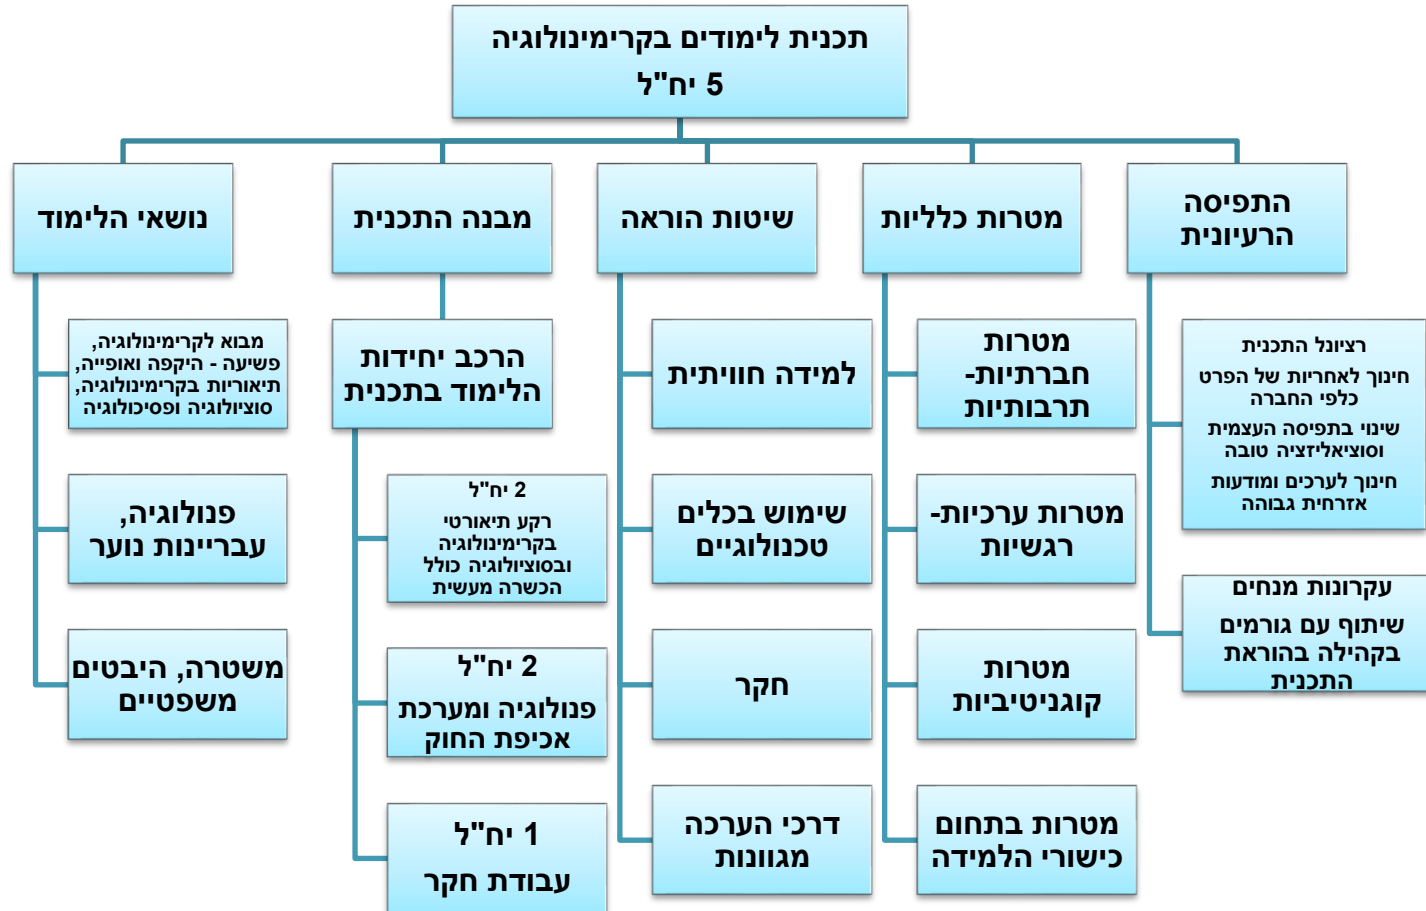 תכנית לימודים בקרימינולוגיה
5 יח"ל
התפיסה
הרעיונית
רציונל התכנית
חינוך לאחריות של הפרט
כלפי החברה
שינוי בתפיסה העצמית
וסוציאליזציה טובה
חינוך לערכים ומודעות
אזרחית גבוהה
עקרונות מנחים
שיתוף עם גורמים
בקהילה בהוראת
התכנית
מטרות כלליות
מטרות
חברתיות-
תרבותיות
מטרות ערכיות-
רגשיות
מטרות
קוגניטיביות
מטרות בתחום
כישורי הלמידה
שיטות הוראה
למידה חוויתית
שימוש בכלים
טכנולוגיים
חקר
דרכי הערכה
מגוונות
מבנה התכנית
הרכב יחידות
הלימוד בתכנית
2 יח"ל
רקע תיאורטי
בקרימינולוגיה
ובסוציולוגיה כולל
הכשרה מעשית
2 יח"ל
פנולוגיה ומערכת
אכיפת החוק
1 יח"ל
עבודת חקר
נושאי הלימוד
מבוא לקרימינולוגיה,
פשיעה - היקפה ואופייה,
תיאוריות בקרימינולוגיה,
סוציולוגיה ופסיכולוגיה
פנולוגיה,
עבריינות נוער
משטרה, היבטים
משפטיים